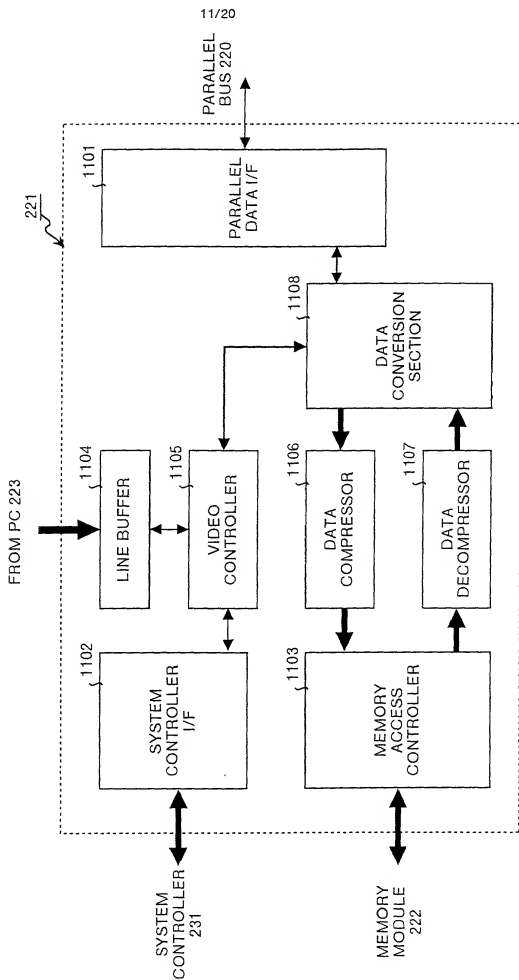 11/20
FROM PC 223
221
PARALLEL
BUS 220
1104
LINE BUFFER
1101
PARALLEL
DATA I/F
1102
SYSTEM
CONTROLLER
I/F
1105
VIDEO
CONTROLLER
SYSTEM
CONTROLLER
231
1108
DATA
CONVERSION
SECTION
1103
MEMORY
ACCESS
CONTROLLER
1106
DATA
COMPRESSOR
MEMORY
MODULE
222
1107
DATA
DECOMPRESSOR